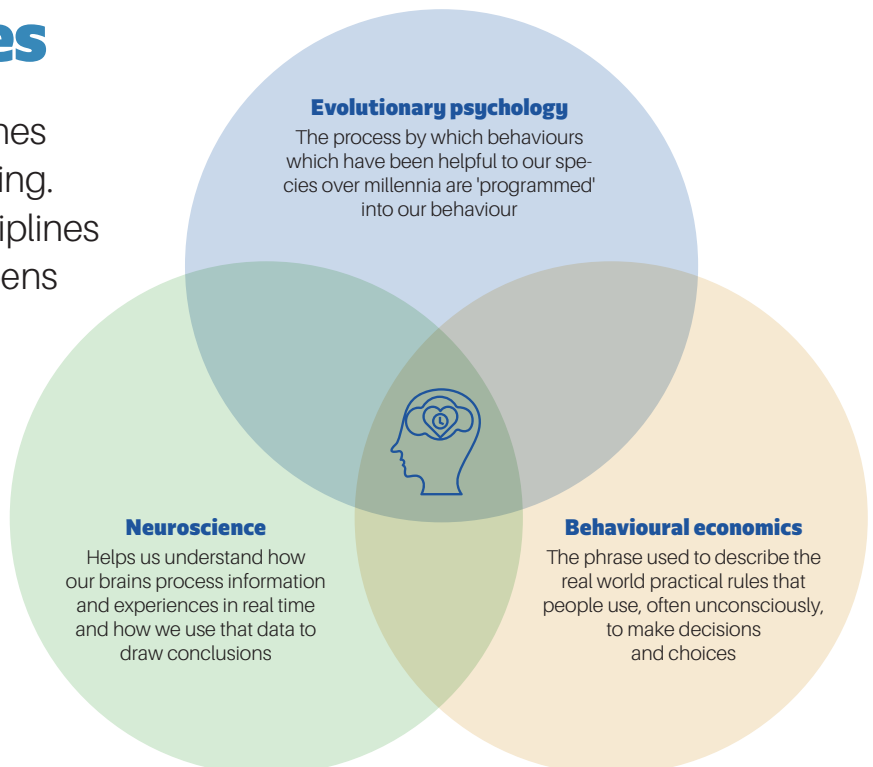 es
nes
ing.
iplines
ens
Evolutionary psychology
The process by which behaviours
which have been helpful to our spe-
cies over millennia are 'programmed'
into our behaviour
Neuroscience
Helps us understand how
our brains process information
and experiences in real time
and how we use that data to
draw conclusions
Behavioural economics
The phrase used to describe the
real world practical rules that
people use, often unconsciously,
to make decisions
and choices